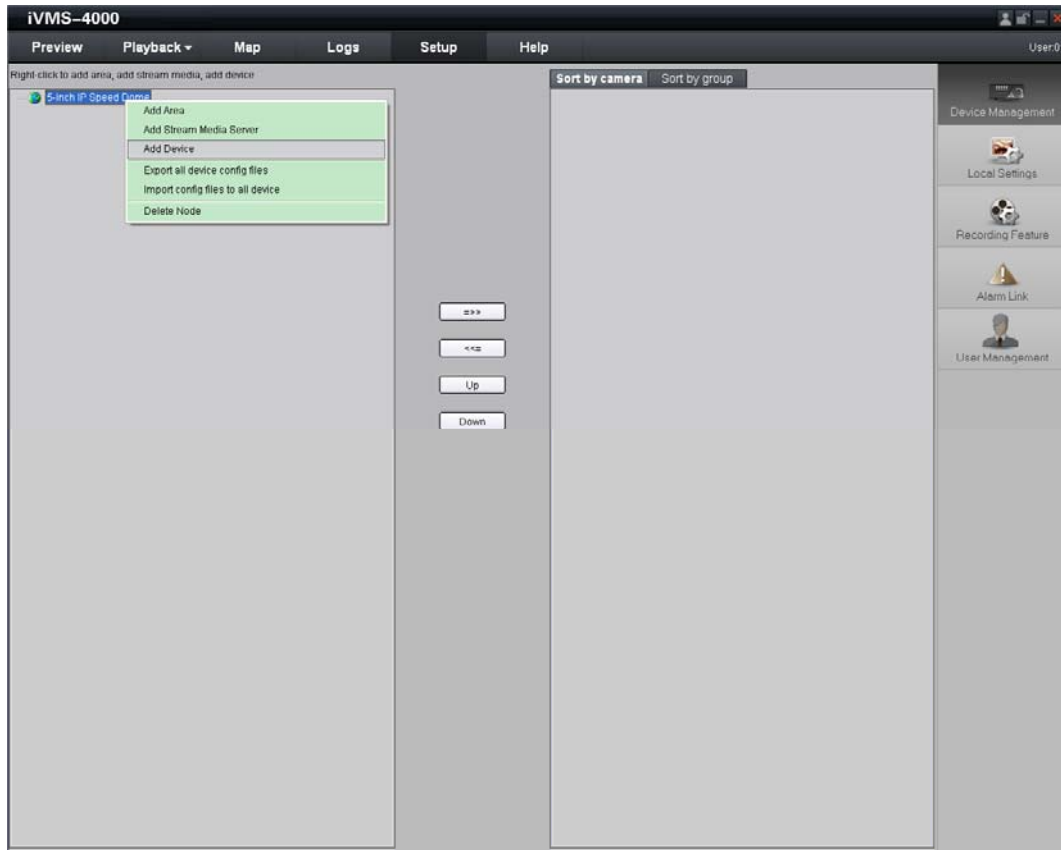 iVMS-4000
Preview Playback Map Logs Setup Help User:0
Right-click to add area, add stream media, add device
5-inch IP Speed Dome
Add Area
Add Stream Media Server
Add Device
Export all device config files
Import config files to all device
Delete Node
=>>
<<=
Up
Down
Sort by camera Sort by group
Device Management
Local Settings
Recording Feature
Alarm Link
User Management